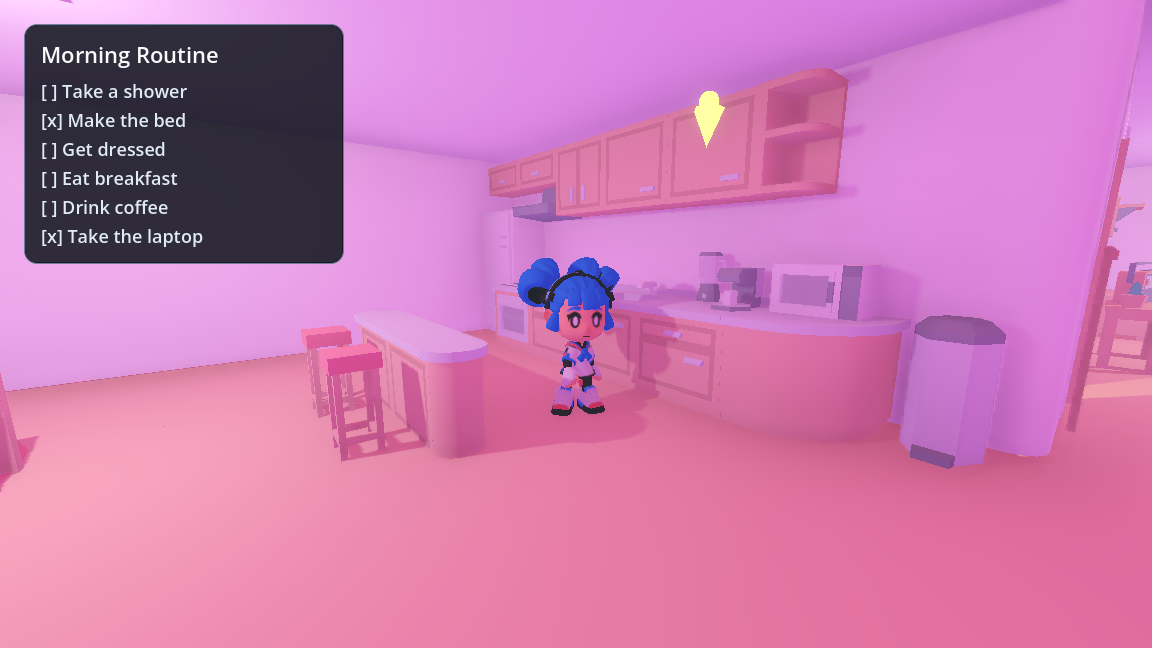 Morning Routine
[ ] Take a shower
[x] Make the bed
[ ] Get dressed
[ ] Eat breakfast
[ ] Drink coffee
[x] Take the laptop